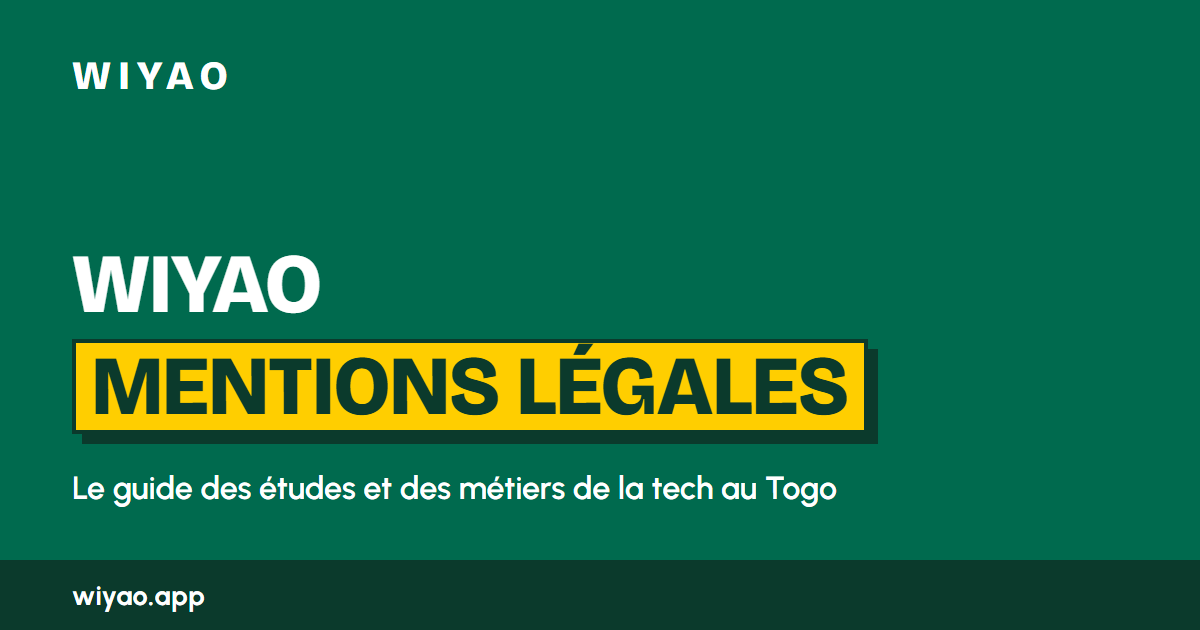 WIYAO
WIYAO
MENTIONS LÉGALES
Le guide des études et des métiers de la tech au Togo
wiyao.app